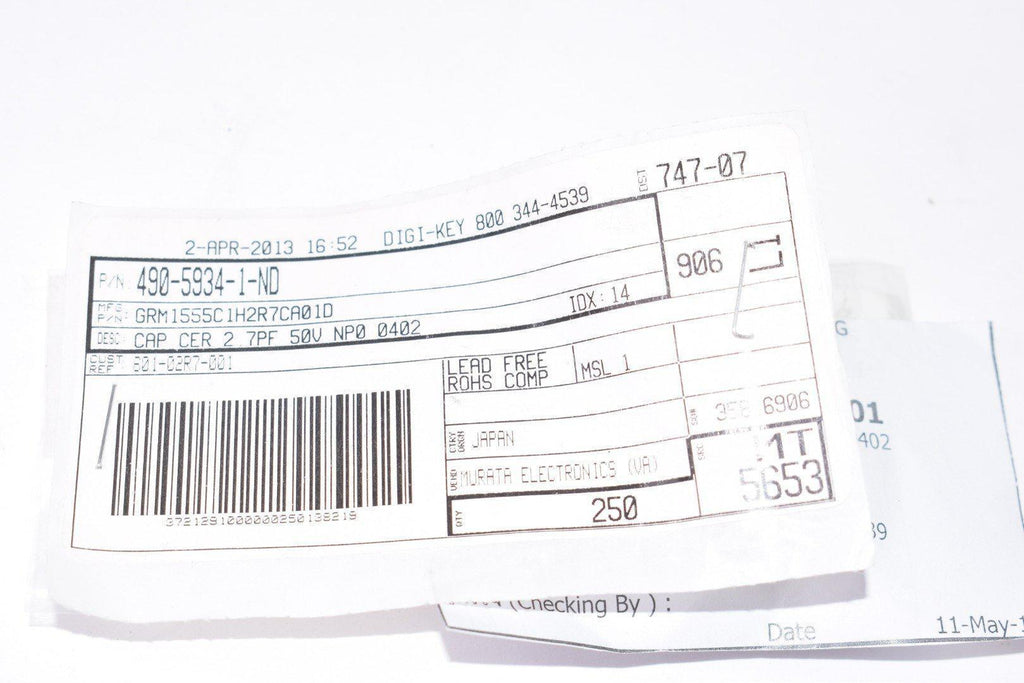 2-APR-2013 16:52 DIGI-KEY 800 344-4539 DST 747-07
P/N: 490-5934-1-ND
906
MFG P/N: GRM1555C1H2R7CA01D IDX: 14
DESC: CAP CER 2.7PF 50V NP0 0402
CUST REF 801-02R7-001
LEAD FREE
ROHS COMP
MSL 1
CTRY ORGN JAPAN
6906
VEND MURATA ELECTRONICS (VA)
1T
5653
QTY 250
G
01
402
39
(Checking By ) :
Date 11-May-1